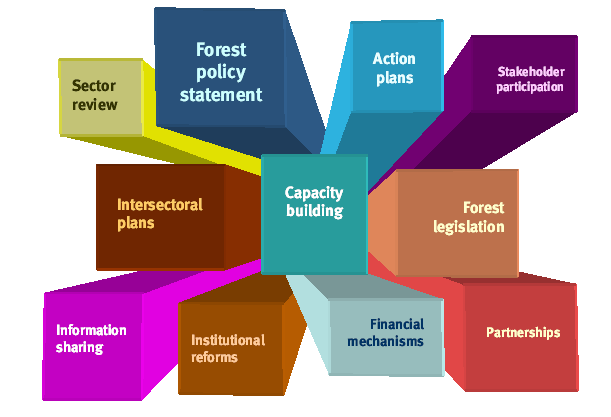 Sector
review
Forest
policy
statement
Action
plans
Stakeholder
participation
Intersectoral
plans
Capacity
building
Forest
legislation
Information
sharing
Institutional
reforms
Financial
mechanisms
Partnerships